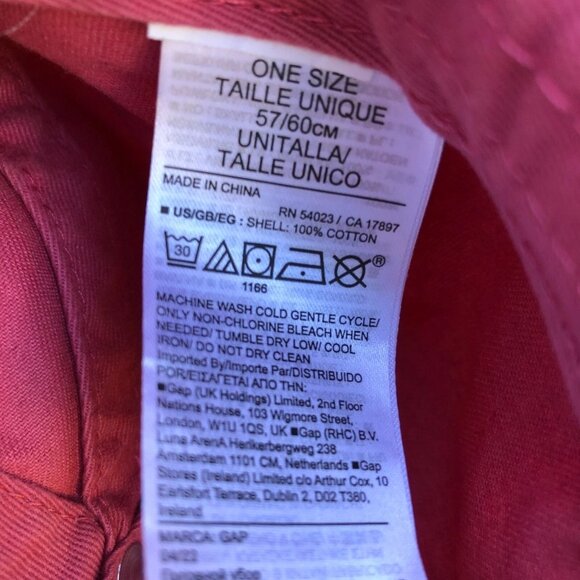 ONE SIZE
TAILLE UNIQUE
57/60CM
UNITALLA/
TALLE UNICO
MADE IN CHINA
RN 54023 / CA 17897
■US/GB/EG : SHELL: 100% COTTON
30
®
1166
MACHINE WASH COLD GENTLE CYCLE/
ONLY NON-CHLORINE BLEACH WHEN
NEEDED/ TUMBLE DRY LOW/ COOL
IRON/ DO NOT DRY CLEAN
Imported By/Importe Par/DISTRIBUIDO
POR/ΕΙΣΑΓΕΤΑΙ ΑΠΟ ΤΗΝ:
■Gap (UK Holdings) Limited, 2nd Floor
Nations House, 103 Wigmore Street,
London, W1U 1QS, UK ■Gap (RHC) B.V.
Luna ArenA Herikerbergweg 238
Amsterdam 1101 CM, Netherlands ■Gap
Stores (Ireland) Limited c/o Arthur Cox, 10
Earlsfort Terrace, Dublin 2, D02 T380,
Ireland
MARCA: GAP
04/22
Головной убор